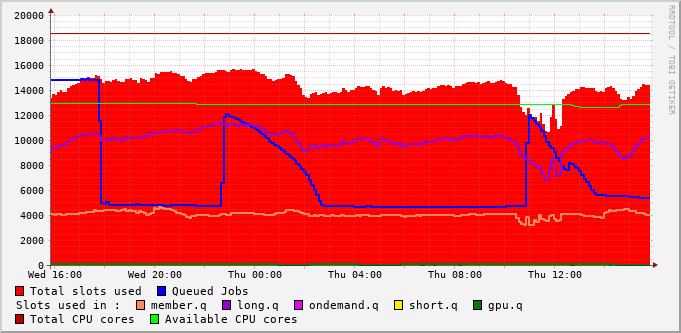 20000
18000
16000
14000
12000
10000
8000
6000
4000
2000
0
Wed 16:00 Wed 20:00 Thu 00:00 Thu 04:00 Thu 08:00 Thu 12:00
RRDTOOL / TOBI OETIKER
Total slots used Queued Jobs
Slots used in : member.q long.q ondemand.q short.q gpu.q
Total CPU cores Available CPU cores